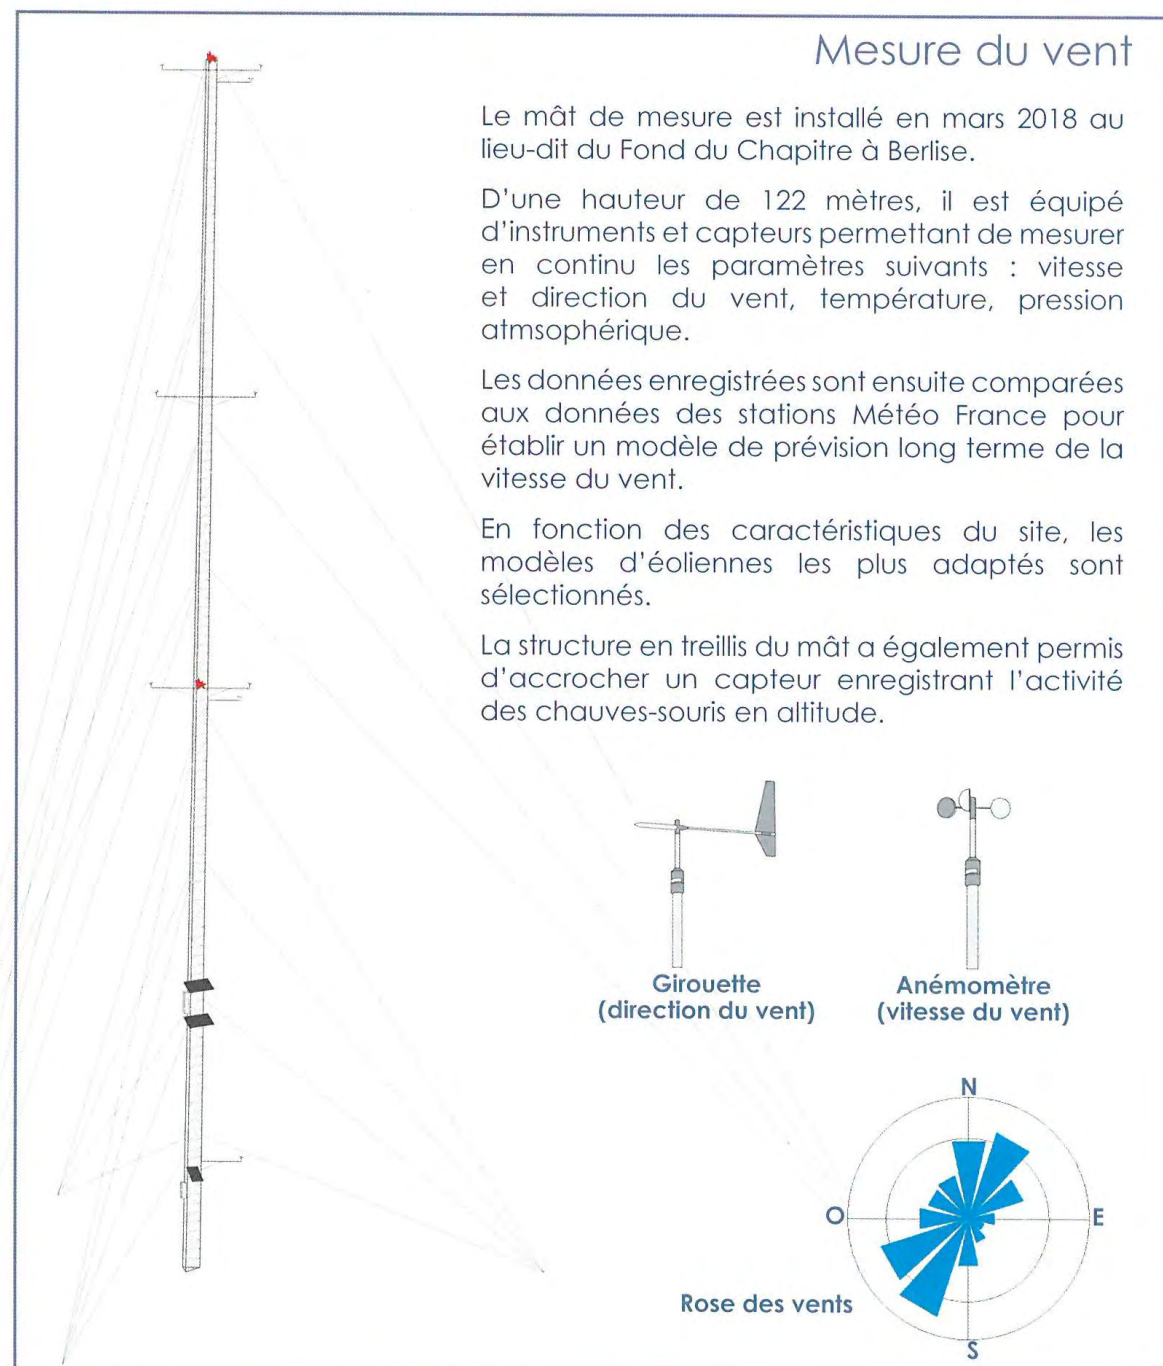 Mesure du vent
Le mât de mesure est installé en mars 2018 au
lieu-dit du Fond du Chapitre à Berlise.
D'une hauteur de 122 mètres, il est équipé
d'instruments et capteurs permettant de mesurer
en continu les paramètres suivants : vitesse
et direction du vent, température, pression
atmsophérique.
Les données enregistrées sont ensuite comparées
aux données des stations Météo France pour
établir un modèle de prévision long terme de la
vitesse du vent.
En fonction des caractéristiques du site, les
modèles d'éoliennes les plus adaptés sont
sélectionnés.
La structure en treillis du mât a également permis
d'accrocher un capteur enregistrant l'activité
des chauves-souris en altitude.
Girouette
(direction du vent)
Anémomètre
(vitesse du vent)
N
O
E
Rose des vents
S